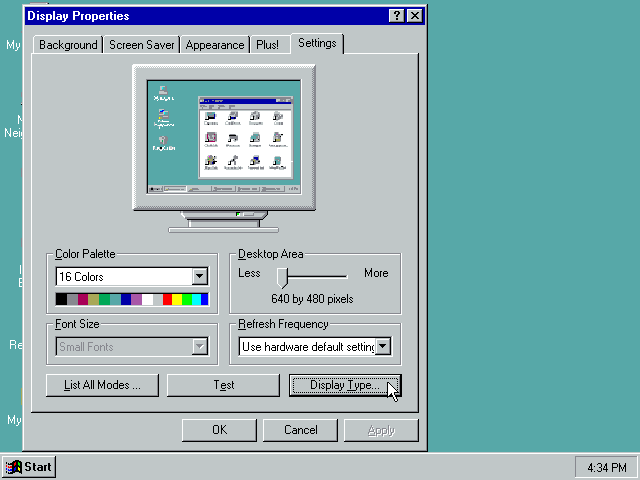 Display Properties
Background
Screen Saver
Appearance
Plus!
Settings
Color Palette
16 Colors
Desktop Area
Less
More
640 by 480 pixels
Font Size
Small Fonts
Refresh Frequency
Use hardware default setting
List All Modes ...
Test
Display Type...
OK
Cancel
Apply
My
Neig
Re
My
Start
4:34 PM